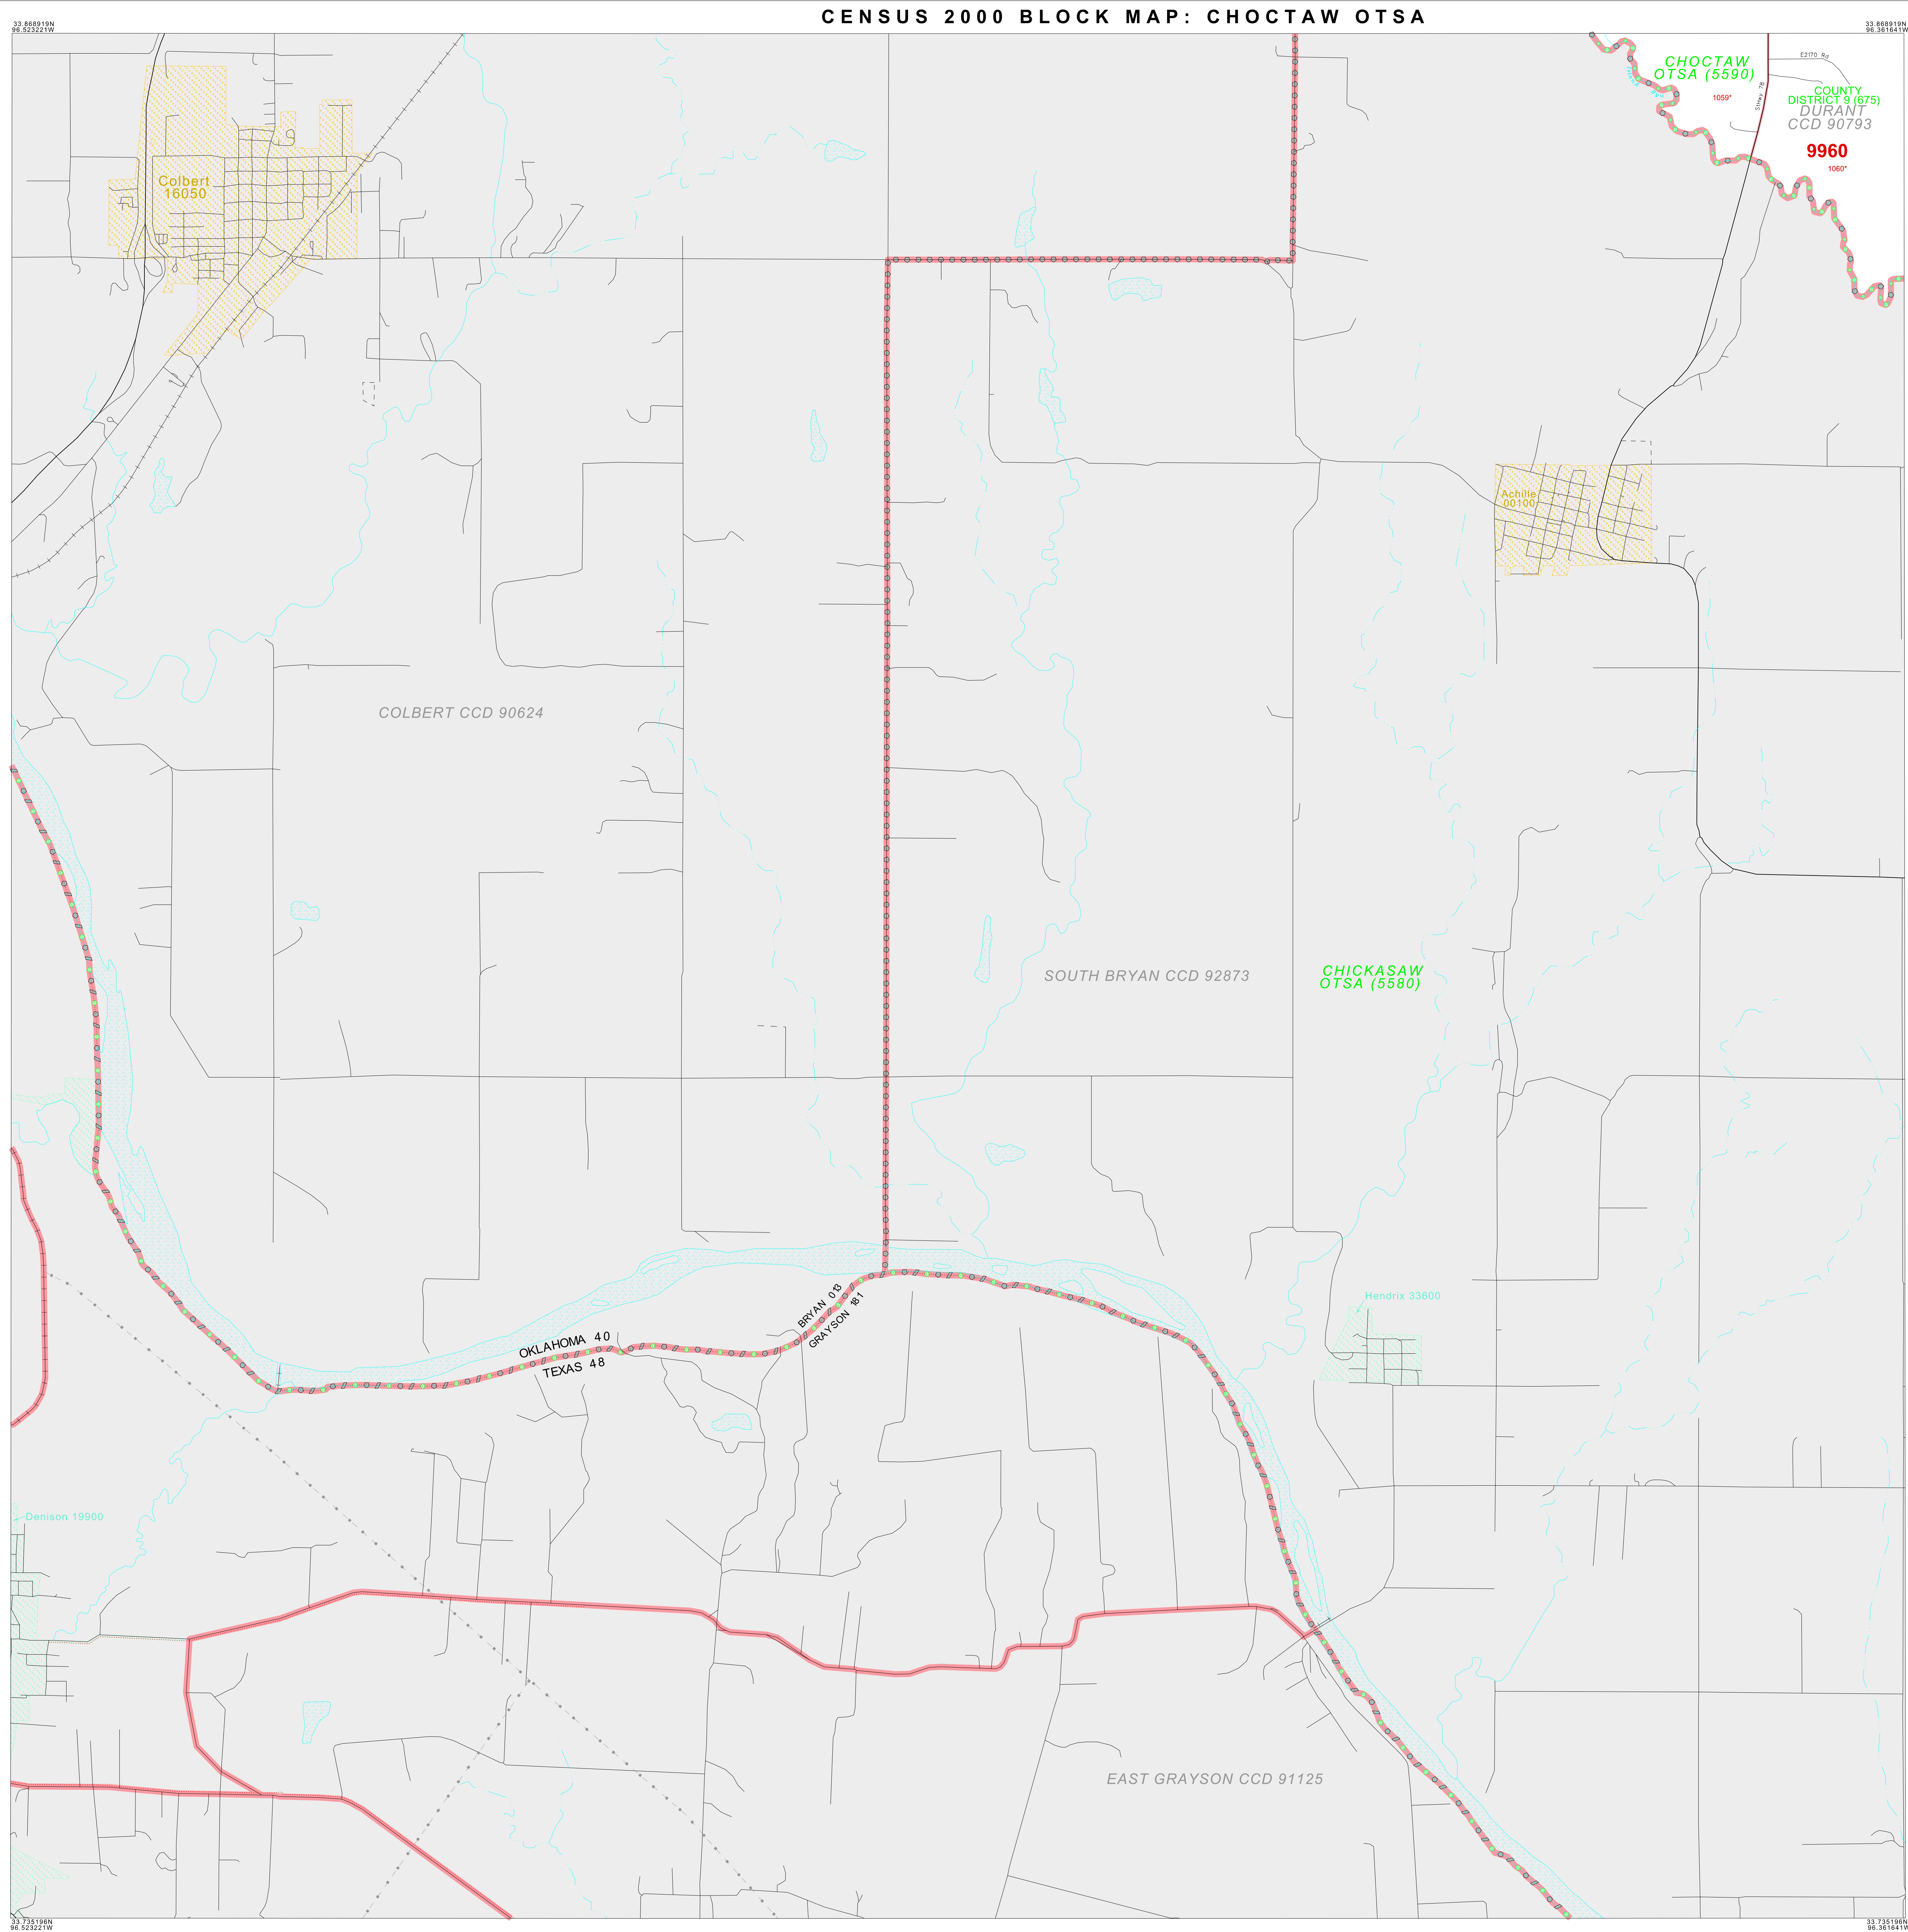 CENSUS 2000 BLOCK MAP: CHOCTAW OTSA
33.868919N
96.523221W
33.868919N
96.361641W
CHOCTAW
OTSA (5590)
1059*
E2170 Rd
StHwy 78
COUNTY
DISTRICT 9 (675)
DURANT
CCD 90793
9960
1060*
Colbert
16050
Achille
00100
COLBERT CCD 90624
SOUTH BRYAN CCD 92873
CHICKASAW
OTSA (5580)
BRYAN 013
GRAYSON 181
OKLAHOMA 40
TEXAS 48
Hendrix 33600
Denison 19900
EAST GRAYSON CCD 91125
33.735196N
96.523221W
33.735196N
96.361641W